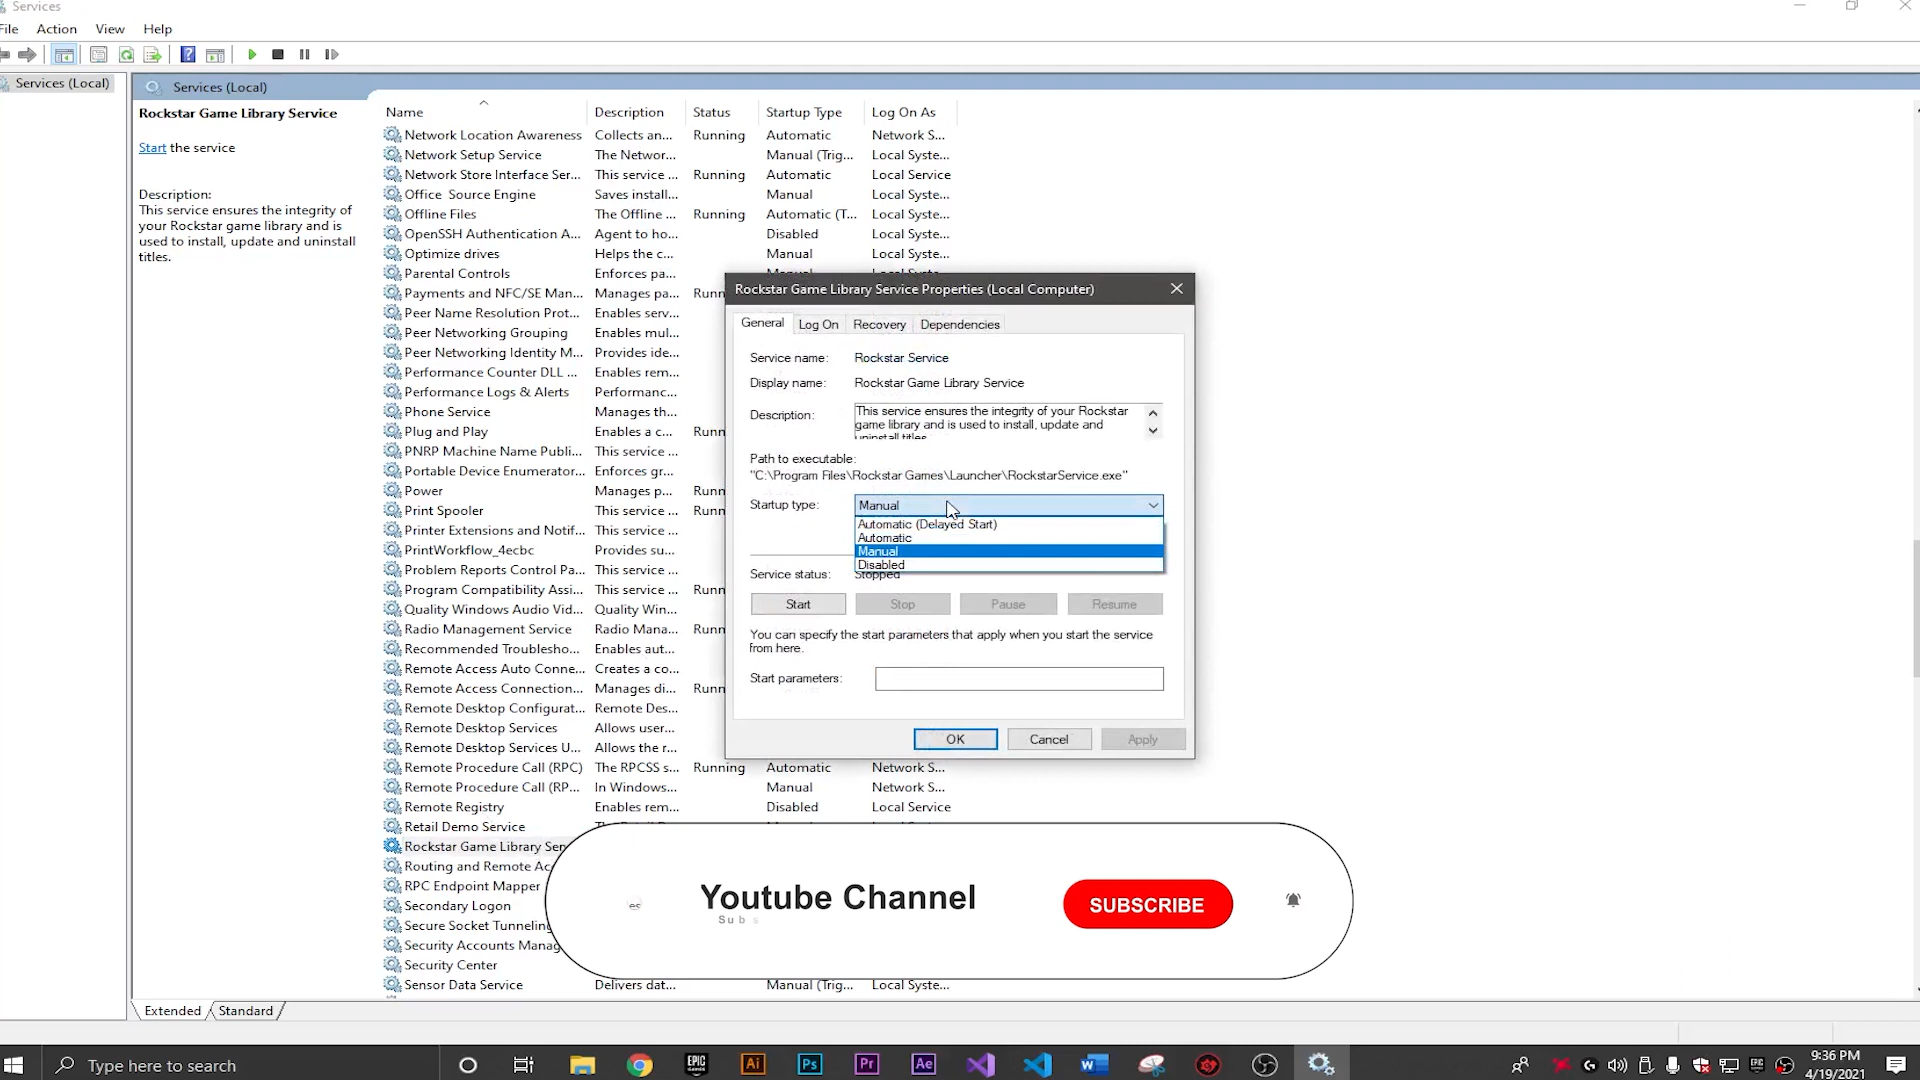 Services
File Action View Help
Services (Local)
Services (Local)
Rockstar Game Library Service
Start the service
Description:
This service ensures the integrity of
your Rockstar game library and is
used to install, update and uninstall
titles.
Name Description Status Startup Type Log On As
Network Location Awareness Collects an... Running Automatic Network S...
Network Setup Service The Networ... Manual (Trig... Local Syste...
Network Store Interface Ser... This service ... Running Automatic Local Service
Office Source Engine Saves install... Manual Local Syste...
Offline Files The Offline ... Running Automatic (T... Local Syste...
OpenSSH Authentication A... Agent to ho... Disabled Local Syste...
Optimize drives Helps the c... Manual Local Syste...
Parental Controls Enforces pa...
Payments and NFC/SE Man... Manages pa... Runn
Peer Name Resolution Prot... Enables serv...
Peer Networking Grouping Enables mul...
Peer Networking Identity M... Provides ide...
Performance Counter DLL ... Enables rem...
Performance Logs & Alerts Performanc...
Phone Service Manages th...
Plug and Play Enables a c... Runn
PNRP Machine Name Publi... This service ...
Portable Device Enumerator... Enforces gr...
Power Manages p... Runn
Print Spooler This service ... Runn
Printer Extensions and Notif... This service ...
PrintWorkflow_4ecbc Provides su...
Problem Reports Control Pa... This service ...
Program Compatibility Assi... This service ... Runn
Quality Windows Audio Vid... Quality Win...
Radio Management Service Radio Mana... Runn
Recommended Troublesho... Enables aut...
Remote Access Auto Conne... Creates a co...
Remote Access Connection... Manages di... Runn
Remote Desktop Configurat... Remote Des...
Remote Desktop Services Allows user...
Remote Desktop Services U... Allows the r...
Remote Procedure Call (RPC) The RPCSS s... Running Automatic Network S...
Remote Procedure Call (RP... In Windows... Manual Network S...
Remote Registry Enables rem... Disabled Local Service
Retail Demo Service
Rockstar Game Library Ser
Routing and Remote Ac
RPC Endpoint Mapper
Secondary Logon
Secure Socket Tunneling
Security Accounts Manag
Security Center
Sensor Data Service Delivers dat... Manual (Trig... Local Syste...
Extended Standard
Rockstar Game Library Service Properties (Local Computer)
General Log On Recovery Dependencies
Service name: Rockstar Service
Display name: Rockstar Game Library Service
Description: This service ensures the integrity of your Rockstar
game library and is used to install, update and
uninstall titles
Path to executable:
"C:\Program Files\Rockstar Games\Launcher\RockstarService.exe"
Startup type: Manual
Automatic (Delayed Start)
Automatic
Manual
Disabled
Service status: Stopped
Start Stop Pause Resume
You can specify the start parameters that apply when you start the service
from here.
Start parameters:
OK Cancel Apply
Youtube Channel
Subs
SUBSCRIBE
Type here to search
EPIC GAMES
Ai Ps Pr Ae
9:36 PM
4/19/2021